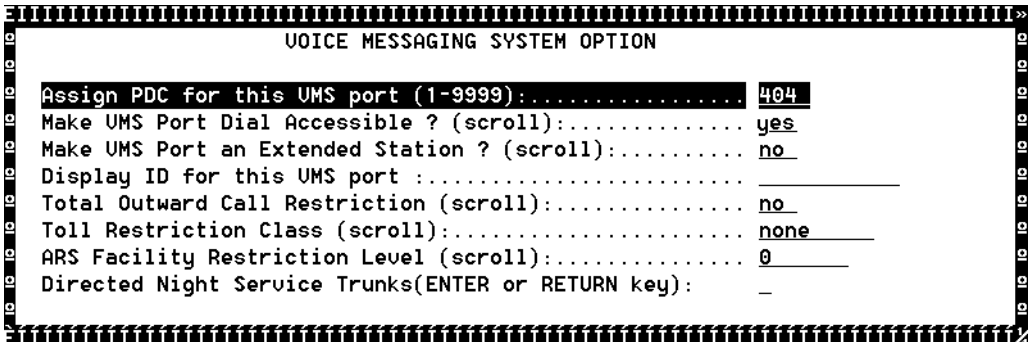 VOICE MESSAGING SYSTEM OPTION
Assign PDC for this VMS port (1-9999):................. 404
Make VMS Port Dial Accessible ? (scroll):.............. yes
Make VMS Port an Extended Station ? (scroll):.......... no
Display ID for this VMS port :.........................
Total Outward Call Restriction (scroll):............... no
Toll Restriction Class (scroll):....................... none
ARS Facility Restriction Level (scroll):............... 0
Directed Night Service Trunks(ENTER or RETURN key):